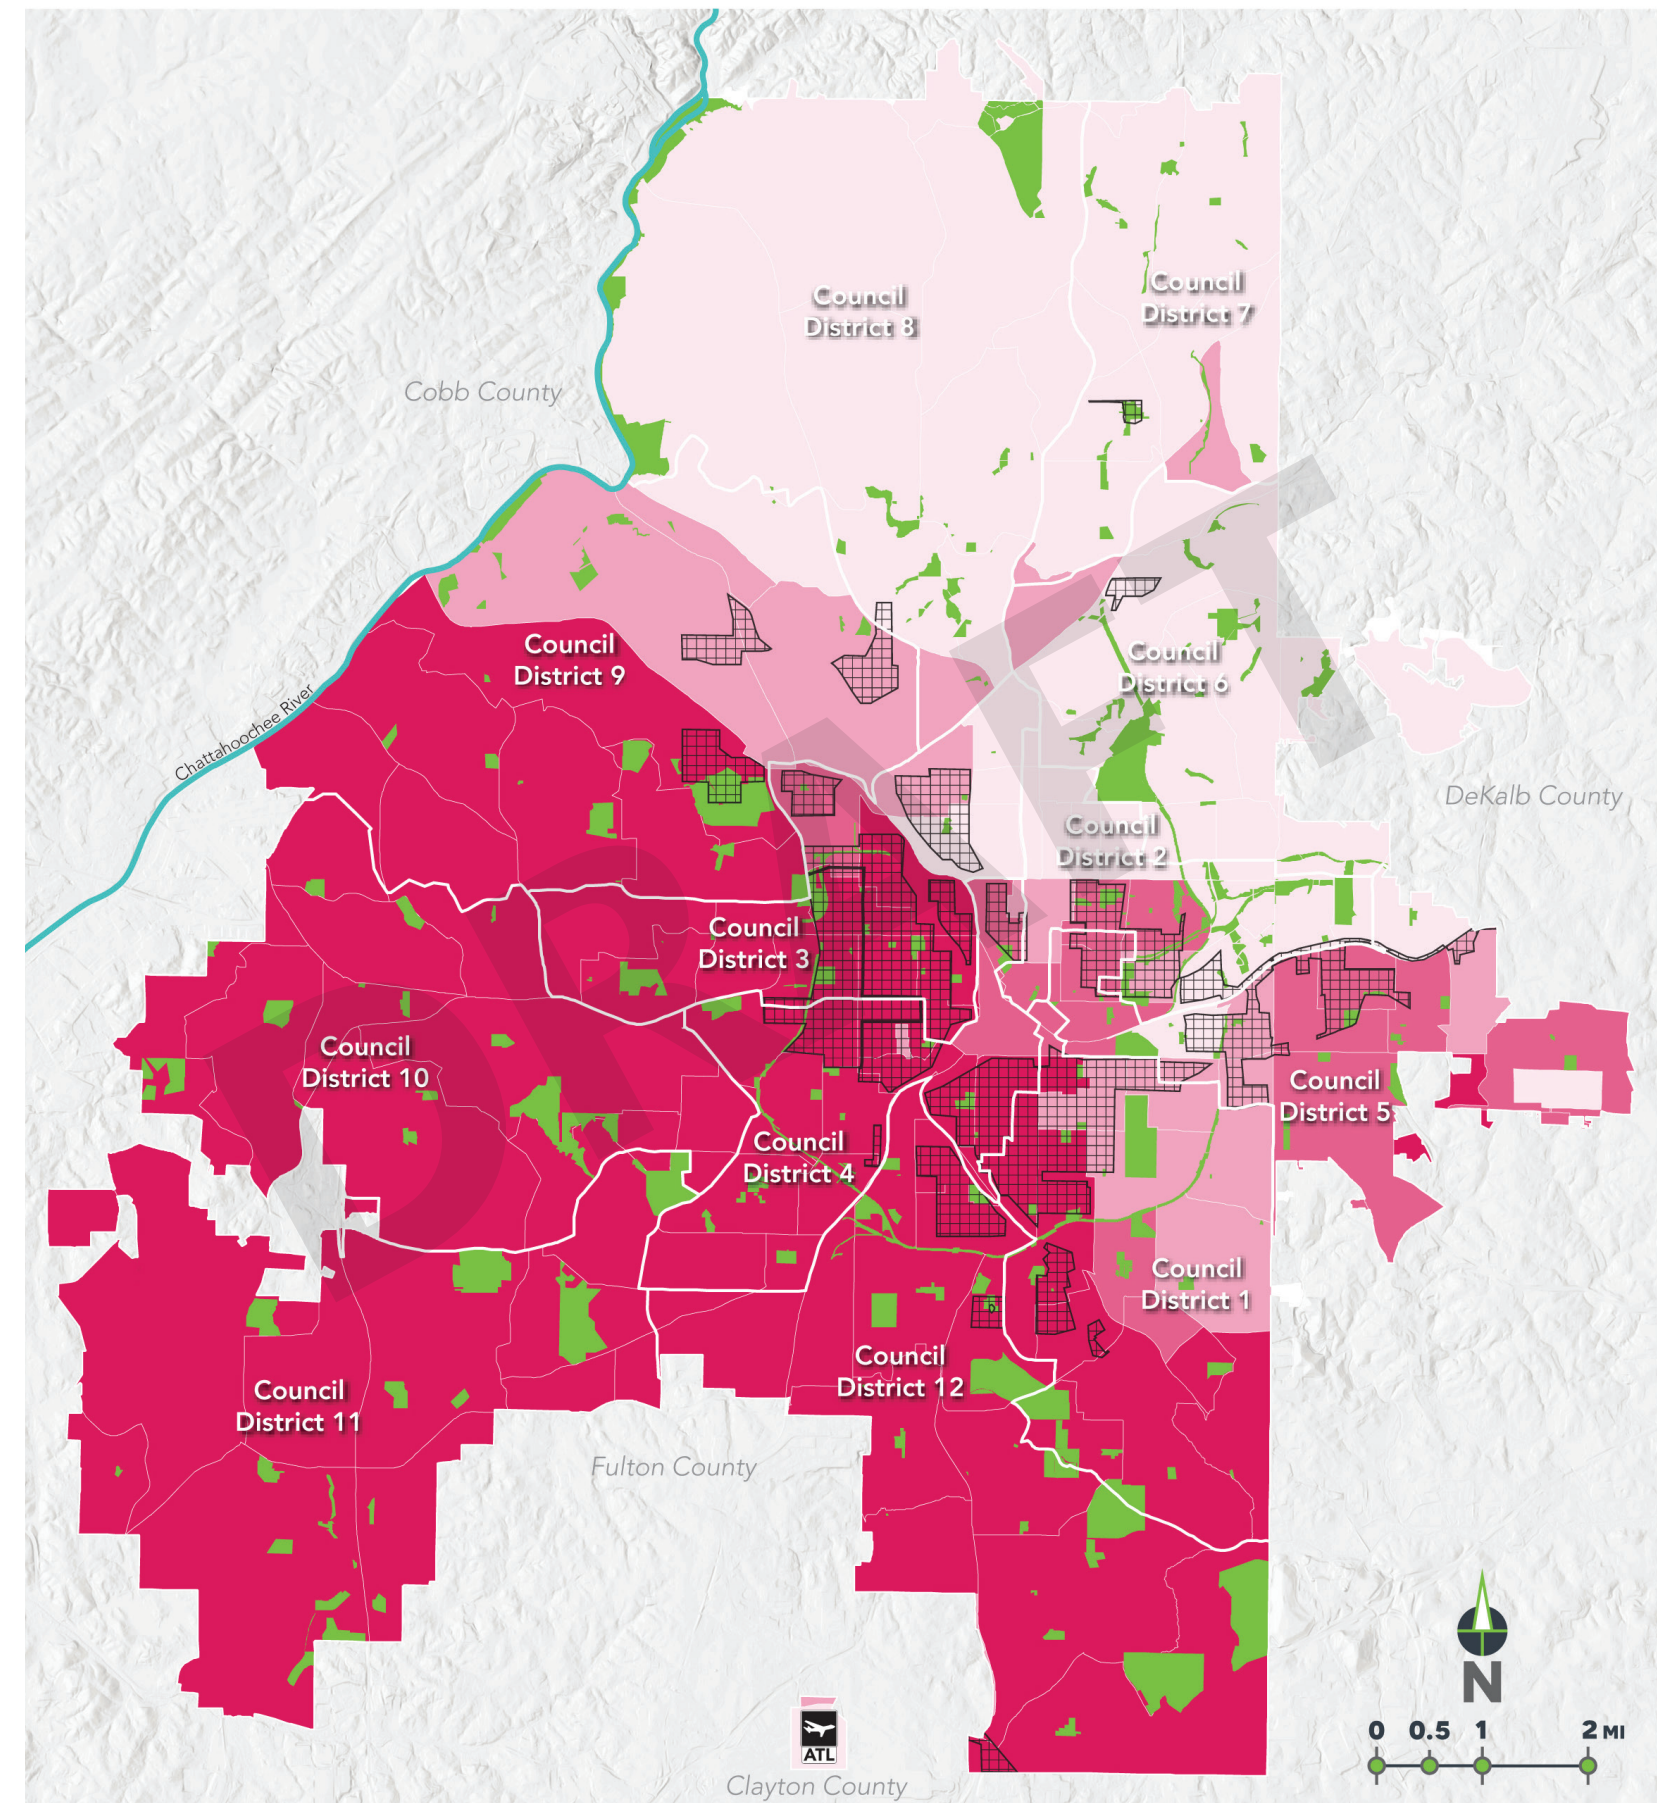 Council
District 8
Council
District 7
Cobb County
Council
District 9
Council
District 6
Chattahoochee River
DeKalb County
Council
District 2
Council
District 3
Council
District 10
Council
District 5
Council
District 4
Council
District 1
Council
District 12
Council
District 11
Fulton County
DRAFT
N
0 0.5 1 2 MI
ATL
Clayton County